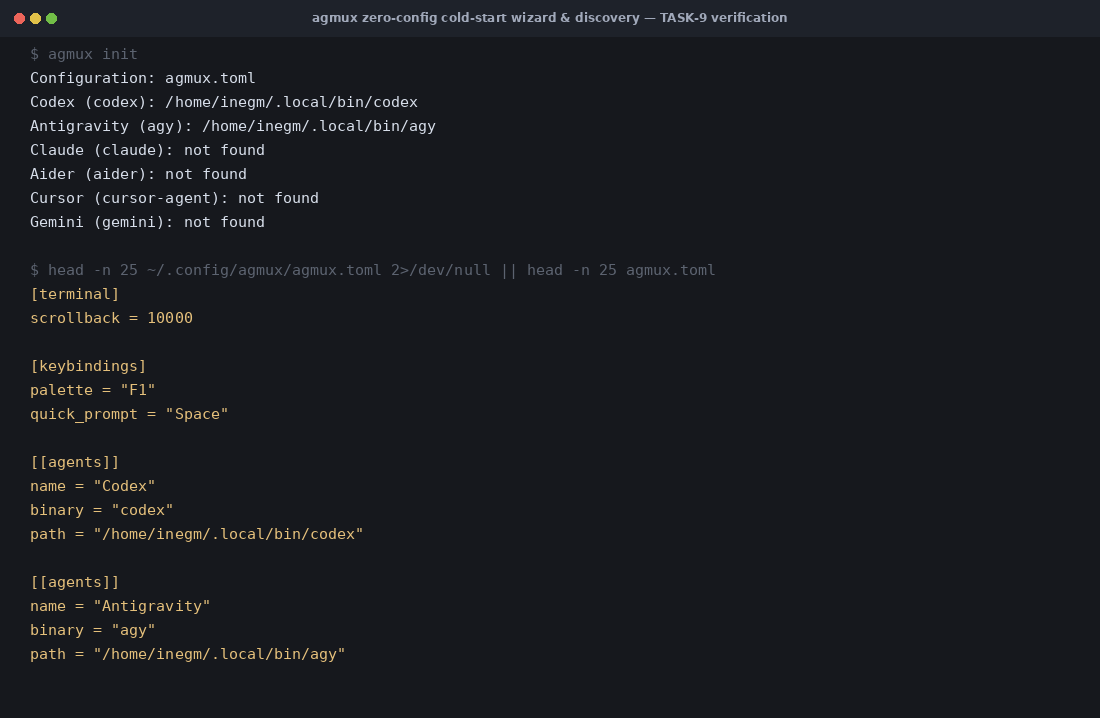 agmux zero-config cold-start wizard & discovery — TASK-9 verification
$ agmux init
Configuration: agmux.toml
Codex (codex): /home/inegm/.local/bin/codex
Antigravity (agy): /home/inegm/.local/bin/agy
Claude (claude): not found
Aider (aider): not found
Cursor (cursor-agent): not found
Gemini (gemini): not found
$ head -n 25 ~/.config/agmux/agmux.toml 2>/dev/null || head -n 25 agmux.toml
[terminal]
scrollback = 10000
[keybindings]
palette = "F1"
quick_prompt = "Space"
[[agents]]
name = "Codex"
binary = "codex"
path = "/home/inegm/.local/bin/codex"
[[agents]]
name = "Antigravity"
binary = "agy"
path = "/home/inegm/.local/bin/agy"